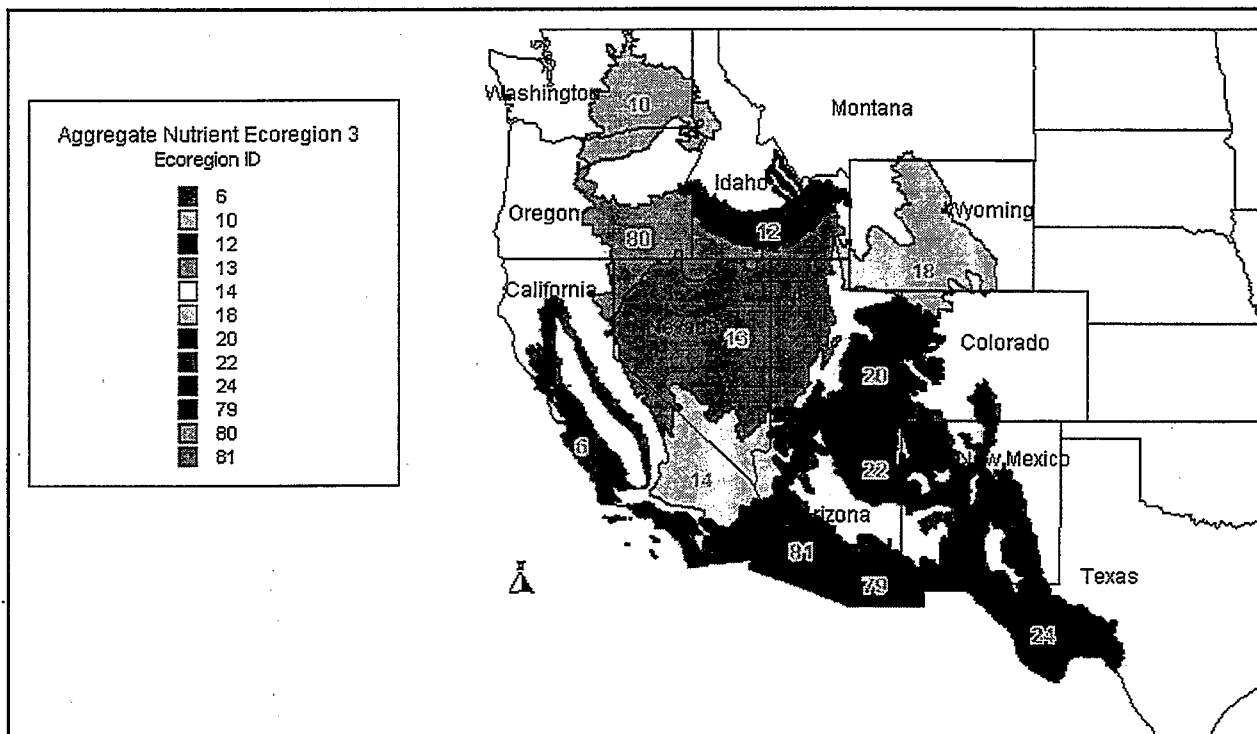 Aggregate Nutrient Ecoregion 3
Ecoregion ID
6
10
12
13
14
18
20
22
24
79
80
81
Washington
10
Montana
Idaho
Oregon
80
12
Wyoming
18
California
Colorado
20
6
14
22
New Mexico
rizona
81
79
Texas
24